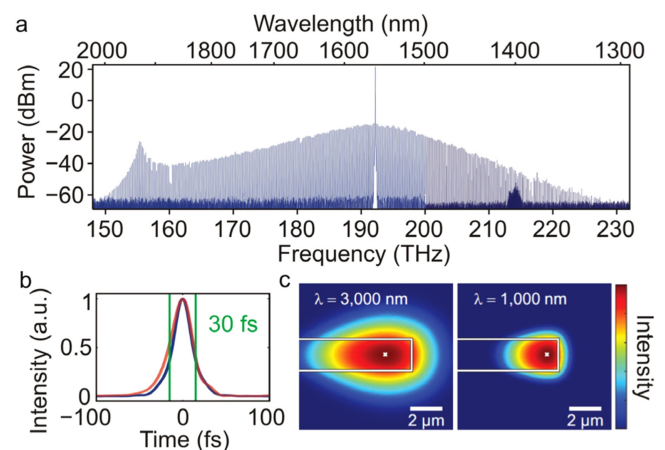 a
Wavelength (nm)
2000 1800 1700 1600 1500 1400 1300
Power (dBm)
20
0
−20
−40
−60
150 160 170 180 190 200 210 220 230
Frequency (THz)
b
Intensity (a.u.)
1
0.5
0
30 fs
−100 0 100
Time (fs)
c
λ = 3,000 nm
2 μm
λ = 1,000 nm
2 μm
Intensity